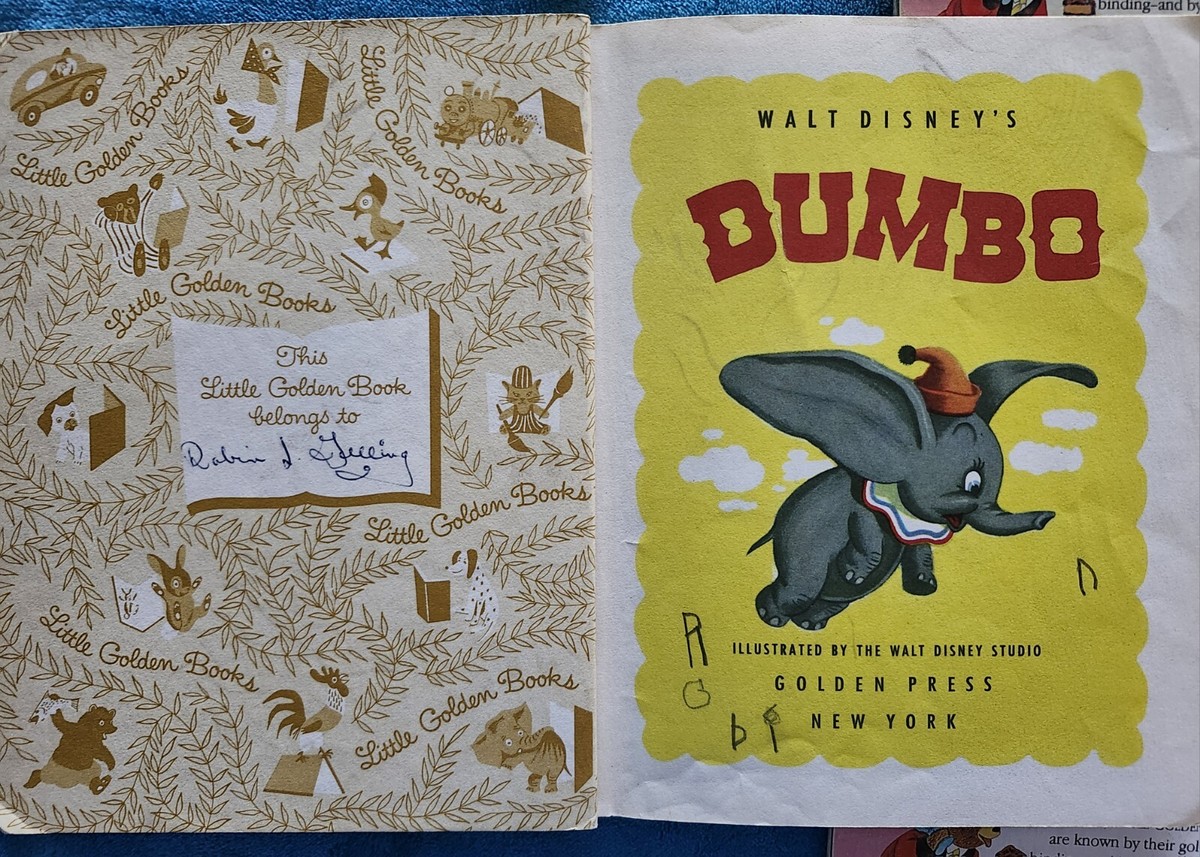 Little Golden Books
Little Golden Books
Little Golden Books
This
Little Golden Book
belongs to
Robin J.
Little Golden Books
Little Golden Books
Little Golden Books
WALT DISNEY'S
DUMBO
n
R
ILLUSTRATED BY THE WALT DISNEY STUDIO
o
GOLDEN PRESS
b i
NEW YORK
binding–and by
are known by their gol